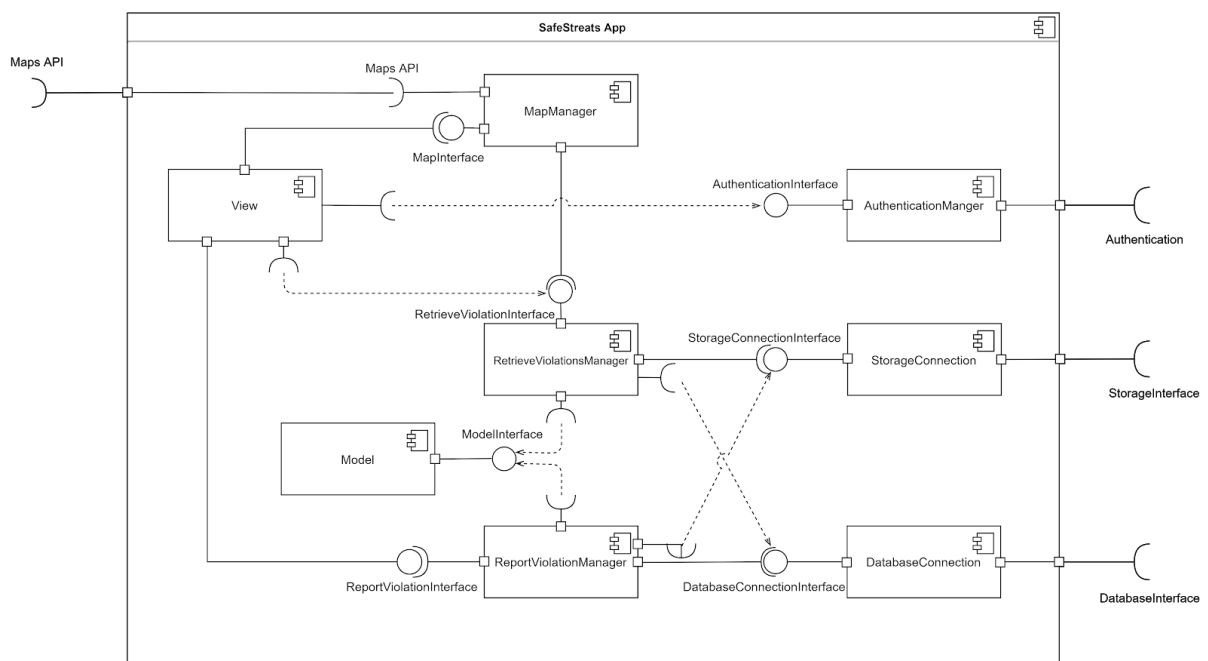 SafeStreats App
Maps API
Maps API
MapManager
MapInterface
View
AuthenticationInterface
AuthenticationManger
Authentication
RetrieveViolationInterface
RetrieveViolationsManager
StorageConnectionInterface
StorageConnection
StorageInterface
ModelInterface
Model
ReportViolationManager
ReportViolationInterface
DatabaseConnectionInterface
DatabaseConnection
DatabaseInterface